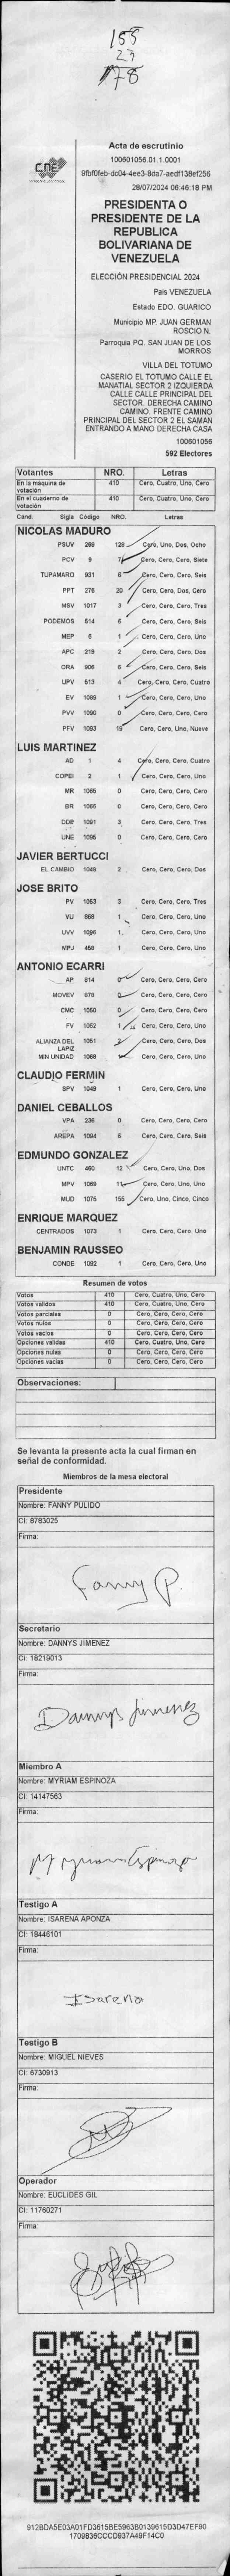 155
23
178
CNE
Acta de escrutinio
100601056.01.1.0001
9fbf0feb-dc04-4ee3-8da7-aedf138ef256
28/07/2024 06:46:18 PM
PRESIDENTA O
PRESIDENTE DE LA
REPUBLICA
BOLIVARIANA DE
VENEZUELA
ELECCIÓN PRESIDENCIAL 2024
Pais VENEZUELA
Estado EDO. GUARICO
Municipio MP. JUAN GERMAN
ROSCIO N.
Parroquia PQ. SAN JUAN DE LOS
MORROS
VILLA DEL TOTUMO
CASERIO EL TOTUMO CALLE EL
MANATIAL SECTOR 2 IZQUIERDA
CALLE CALLE PRINCIPAL DEL
SECTOR. DERECHA CAMINO
CAMINO. FRENTE CAMINO
PRINCIPAL DEL SECTOR 2 EL SAMAN
ENTRANDO A MANO DERECHA CASA
100601056
592 Electores
Votantes NRO. Letras
En la máquina de votación 410 Cero, Cuatro, Uno, Cero
En el cuaderno de votación 410 Cero, Cuatro, Uno, Cero
Cand. Sigla Código NRO. Letras
NICOLAS MADURO
PSUV 289 128 Cero, Uno, Dos, Ocho
PCV 9 7 Cero, Cero, Cero, Siete
TUPAMARO 931 6 Cero, Cero, Cero, Seis
PPT 276 20 Cero, Cero, Dos, Cero
MSV 1017 3 Cero, Cero, Cero, Tres
PODEMOS 514 6 Cero, Cero, Cero, Seis
MEP 6 1 Cero, Cero, Cero, Uno
APC 219 2 Cero, Cero, Cero, Dos
ORA 906 6 Cero, Cero, Cero, Seis
UPV 513 4 Cero, Cero, Cero, Cuatro
EV 1089 1 Cero, Cero, Cero, Uno
PVV 1090 0 Cero, Cero, Cero, Cero
PFV 1093 19 Cero, Cero, Uno, Nueve
LUIS MARTINEZ
AD 1 4 Cero, Cero, Cero, Cuatro
COPEI 2 1 Cero, Cero, Cero, Uno
MR 1065 0 Cero, Cero, Cero, Cero
BR 1066 0 Cero, Cero, Cero, Cero
DDP 1091 3 Cero, Cero, Cero, Tres
UNE 1095 0 Cero, Cero, Cero, Cero
JAVIER BERTUCCI
EL CAMBIO 1048 2 Cero, Cero, Cero, Dos
JOSE BRITO
PV 1053 3 Cero, Cero, Cero, Tres
VU 868 1 Cero, Cero, Cero, Uno
UVV 1096 1 Cero, Cero, Cero, Uno
MPJ 458 1 Cero, Cero, Cero, Uno
ANTONIO ECARRI
AP 814 0 Cero, Cero, Cero, Cero
MOVEV 878 0 Cero, Cero, Cero, Cero
CMC 1050 0 Cero, Cero, Cero, Cero
FV 1052 1 Cero, Cero, Cero, Uno
ALIANZA DEL LAPIZ 1051 2 Cero, Cero, Cero, Dos
MIN UNIDAD 1068 1 Cero, Cero, Cero, Uno
CLAUDIO FERMIN
SPV 1049 1 Cero, Cero, Cero, Uno
DANIEL CEBALLOS
VPA 236 0 Cero, Cero, Cero, Cero
AREPA 1094 6 Cero, Cero, Cero, Seis
EDMUNDO GONZALEZ
UNTC 460 12 Cero, Cero, Uno, Dos
MPV 1069 11 Cero, Cero, Uno, Uno
MUD 1075 155 Cero, Uno, Cinco, Cinco
ENRIQUE MARQUEZ
CENTRADOS 1073 1 Cero, Cero, Cero, Uno
BENJAMIN RAUSSEO
CONDE 1092 1 Cero, Cero, Cero, Uno
Resumen de votos
Votos 410 Cero, Cuatro, Uno, Cero
Votos válidos 410 Cero, Cuatro, Uno, Cero
Votos parciales 0 Cero, Cero, Cero, Cero
Votos nulos 0 Cero, Cero, Cero, Cero
Votos vacíos 0 Cero, Cero, Cero, Cero
Opciones válidas 410 Cero, Cuatro, Uno, Cero
Opciones nulas 0 Cero, Cero, Cero, Cero
Opciones vacías 0 Cero, Cero, Cero, Cero
Observaciones:
Se levanta la presente acta la cual firman en
señal de conformidad.
Miembros de la mesa electoral
Presidente
Nombre: FANNY PULIDO
CI: 8783025
Firma:
Fanny P.
Secretario
Nombre: DANNYS JIMENEZ
CI: 18219013
Firma:
Dannys Jimenez
Miembro A
Nombre: MYRIAM ESPINOZA
CI: 14147563
Firma:
Myriam Espinoza
Testigo A
Nombre: ISARENA APONZA
CI: 18446101
Firma:
Isarena
Testigo B
Nombre: MIGUEL NIEVES
CI: 6730913
Firma:
Operador
Nombre: EUCLIDES GIL
CI: 11760271
Firma:
912BDA5E03A01FD3615BE5963B0139615D3D47EF90
1709836CCCD937A49F14C0